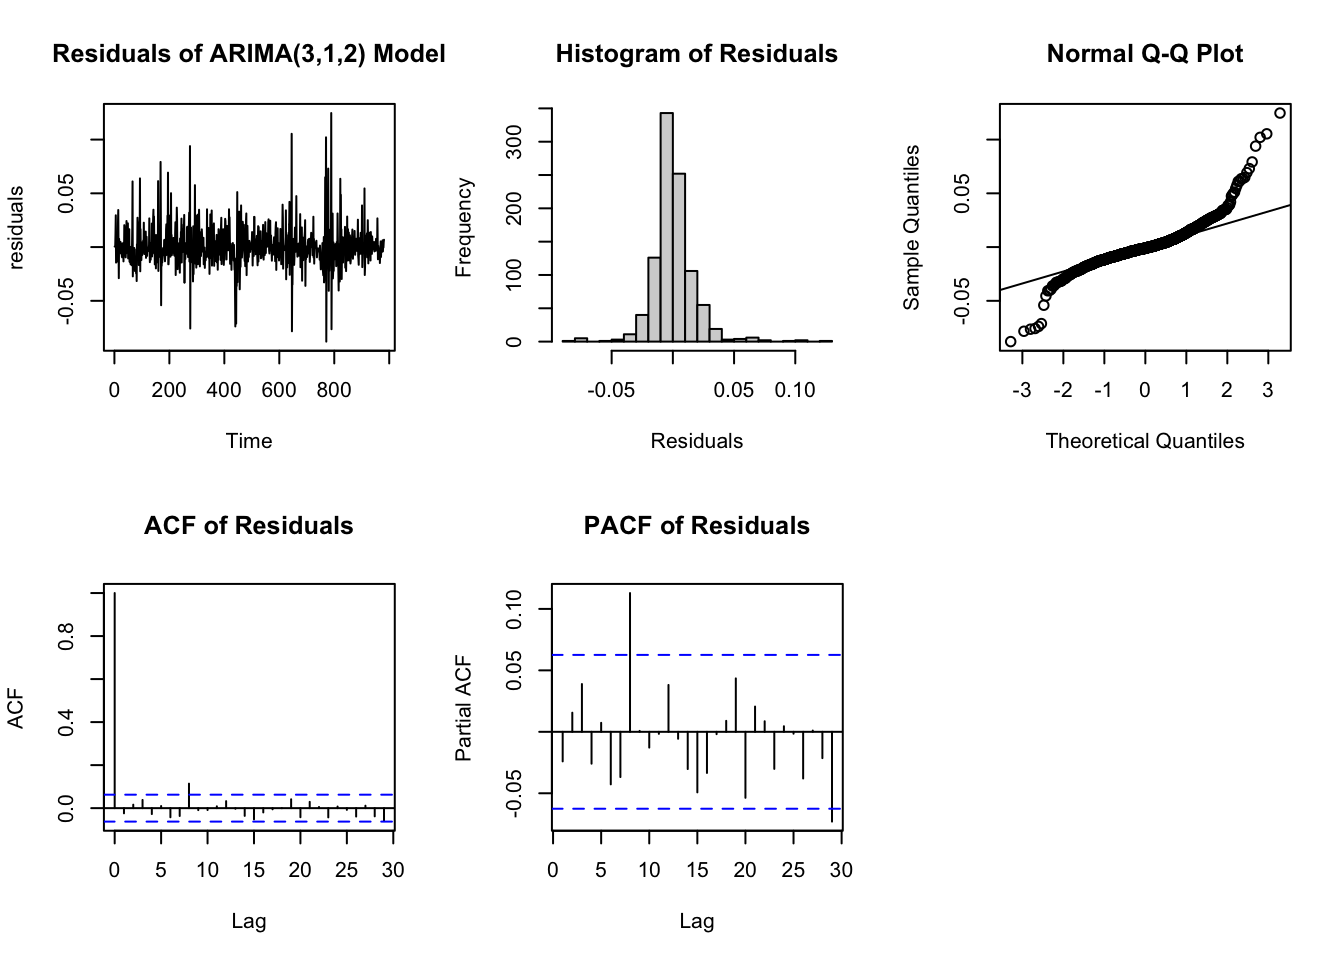 Residuals of ARIMA(3,1,2) Model
residuals
0.05
-0.05
0 200 400 600 800
Time
Histogram of Residuals
Frequency
300
200
100
0
-0.05 0.05 0.10
Residuals
Normal Q-Q Plot
Sample Quantiles
0.05
-0.05
-3 -2 -1 0 1 2 3
Theoretical Quantiles
ACF of Residuals
ACF
0.8
0.4
0.0
0 5 10 15 20 25 30
Lag
PACF of Residuals
Partial ACF
0.10
0.05
-0.05
0 5 10 15 20 25 30
Lag